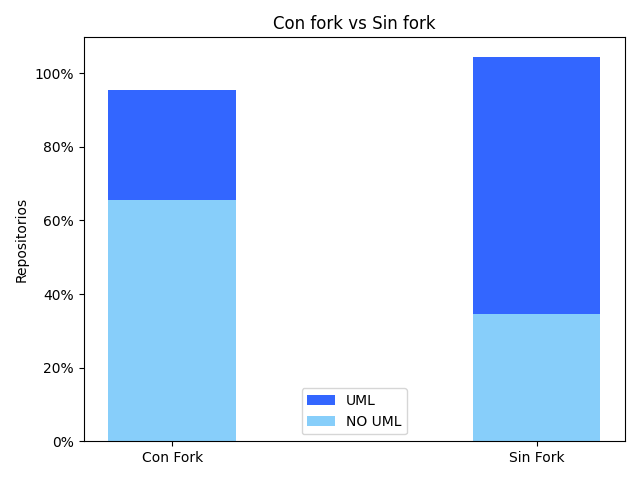 Con fork vs Sin fork
Repositorios
100%
80%
60%
40%
20%
0%
UML
NO UML
Con Fork
Sin Fork